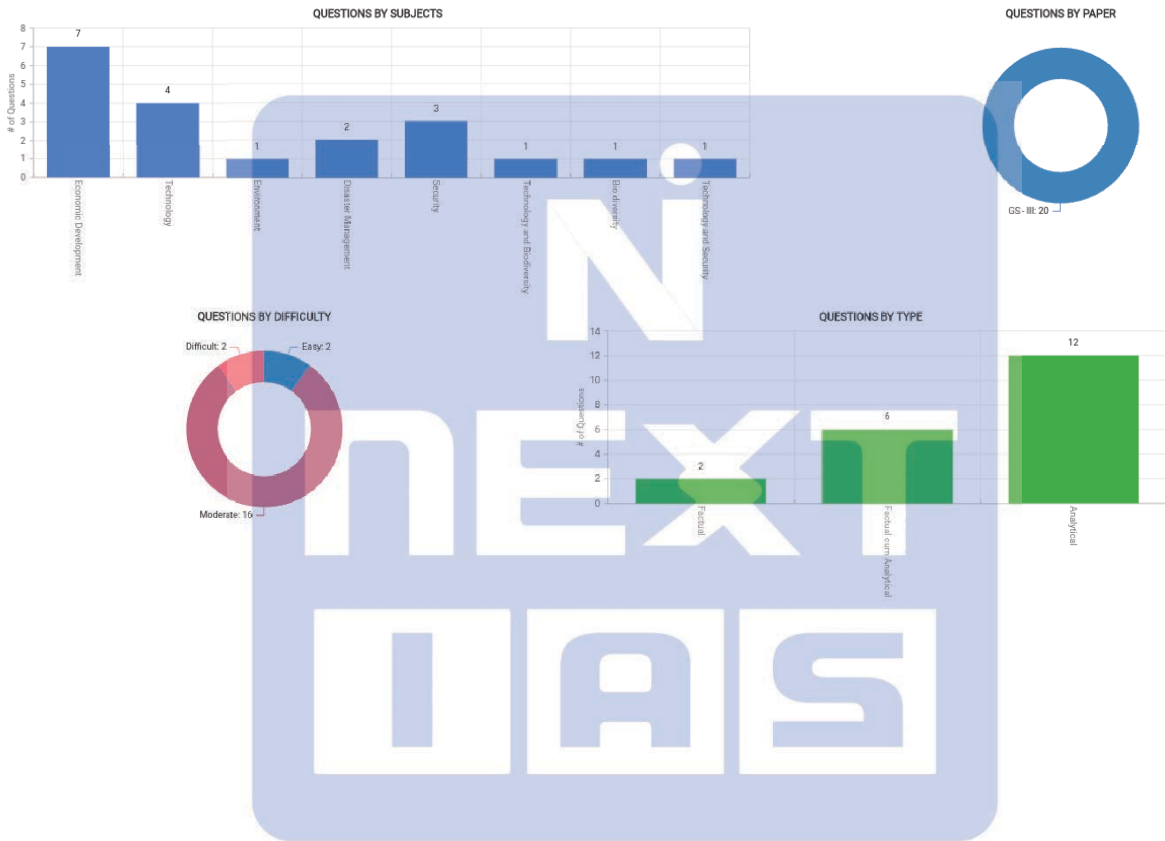 QUESTIONS BY SUBJECTS
# of Questions
8
7
6
5
4
3
2
1
0
7
4
1
2
3
1
1
1
Economic Development
Technology
Environment
Disaster Management
Security
Technology and Biodiversity
Bio diversity
Technology and Security
QUESTIONS BY PAPER
GS - III: 20
QUESTIONS BY DIFFICULTY
Difficult: 2
Easy: 2
Moderate: 16
QUESTIONS BY TYPE
# of Questions
14
12
10
8
6
4
2
0
2
6
12
Factual
Factual cum Analytical
Analytical
N
NEXT
IAS